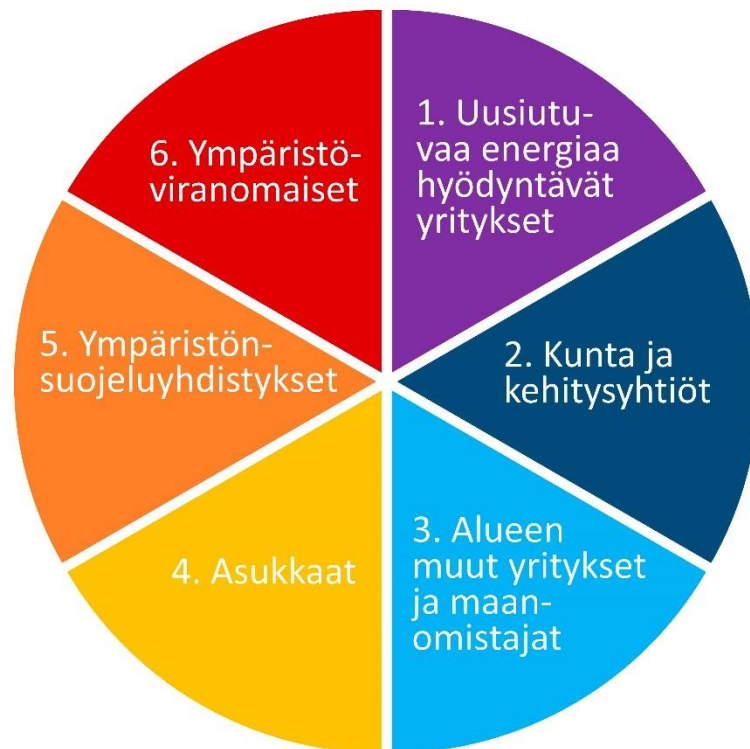 1. Uusiutu-
vaa energiaa
hyödyntävät
yritykset
2. Kunta ja
kehitysyhtiöt
3. Alueen
muut yritykset
ja maan-
omistajat
4. Asukkaat
5. Ympäristön-
suojeluyhdistykset
6. Ympäristö-
viranomaiset